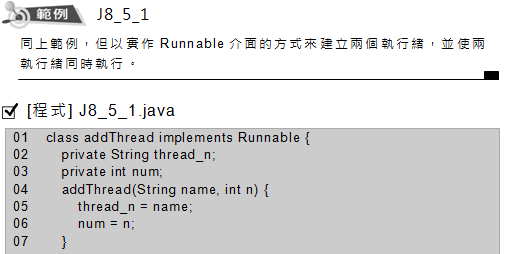 範例 J8_5_1
同上範例，但以實作 Runnable 介面的方式來建立兩個執行緒，並使兩
執行緒同時執行。
[程式] J8_5_1.java
01 class addThread implements Runnable {
02 private String thread_n;
03 private int num;
04 addThread(String name, int n) {
05 thread_n = name;
06 num = n;
07 }